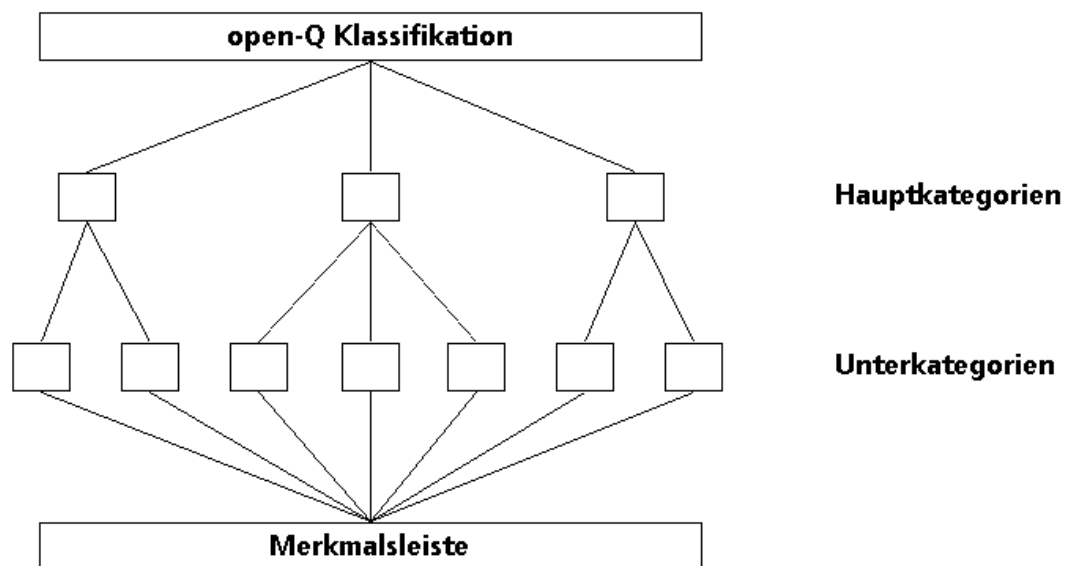 open-Q Klassifikation
Hauptkategorien
Unterkategorien
Merkmalsleiste